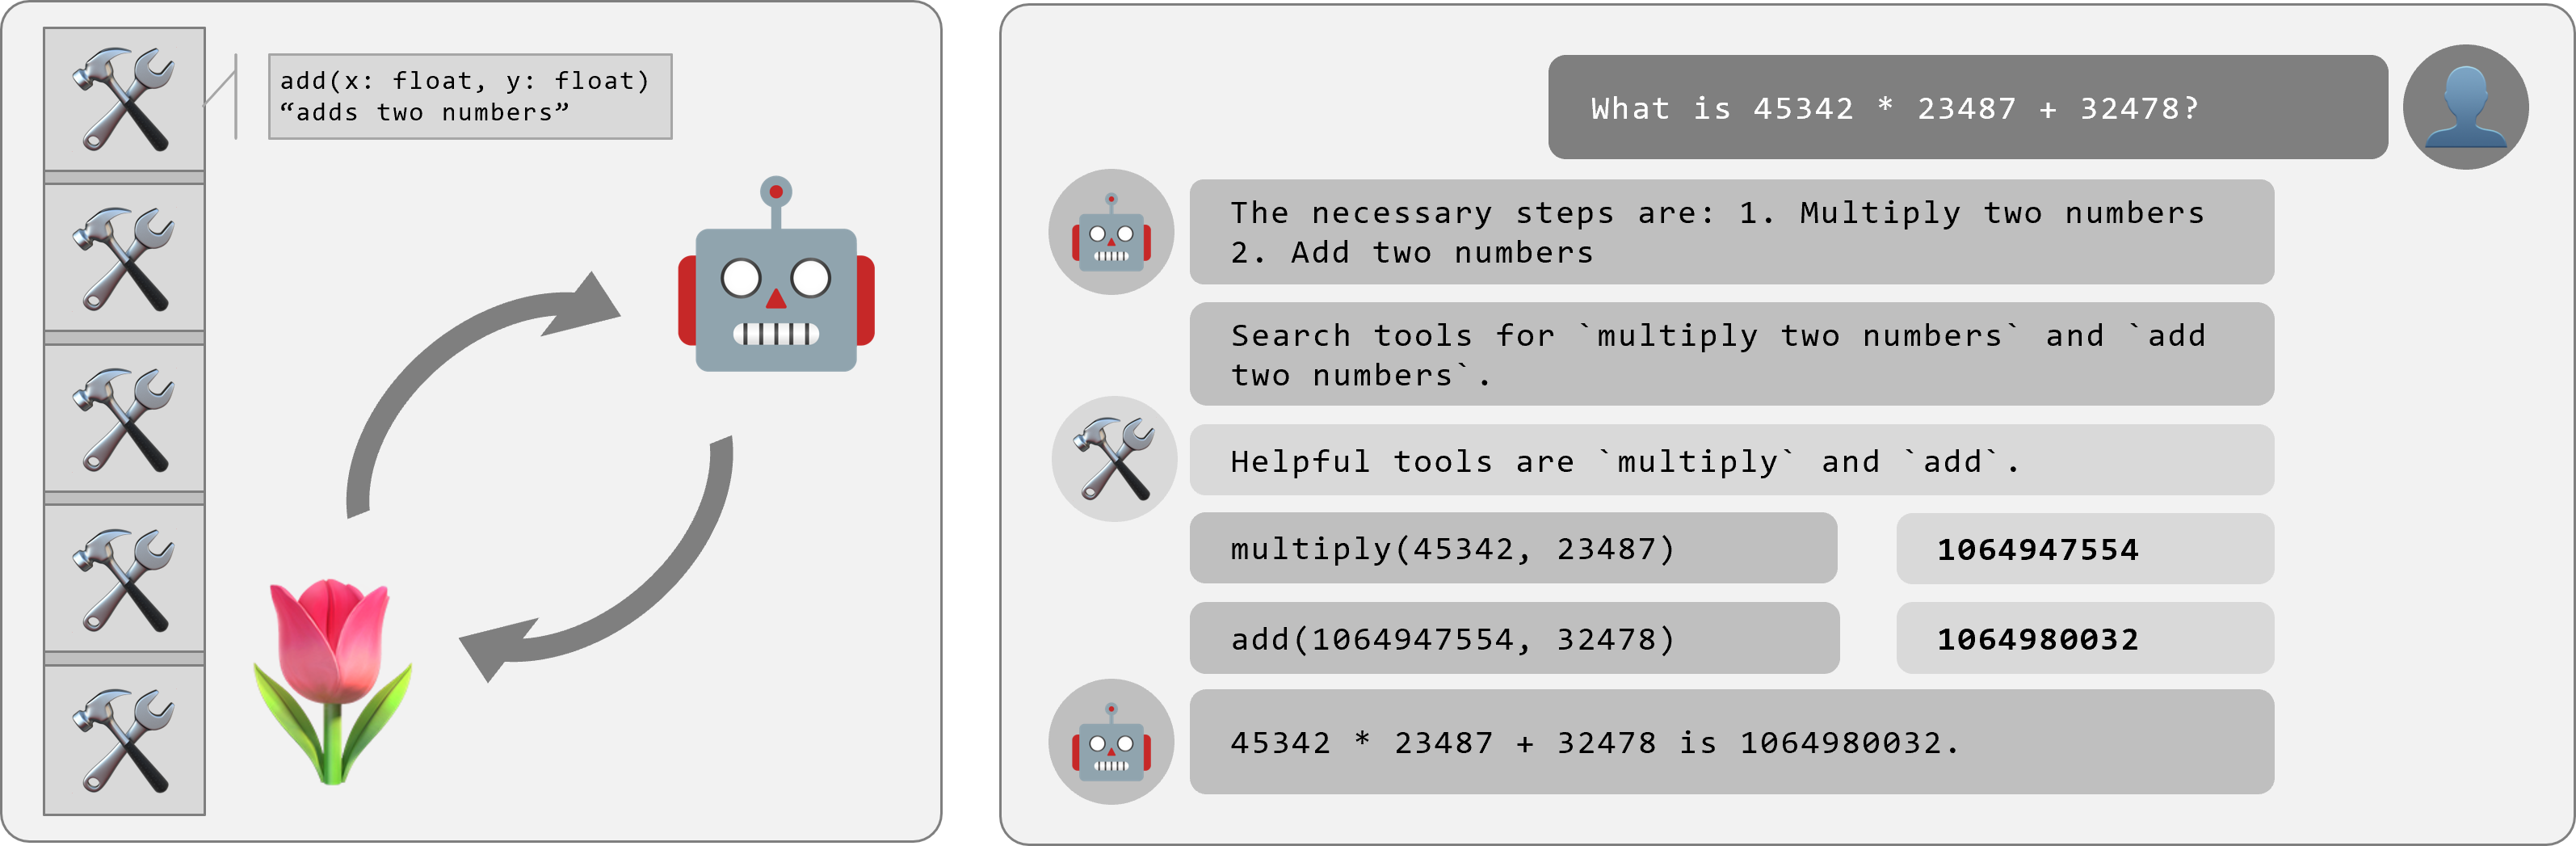 add(x: float, y: float)
“adds two numbers”
What is 45342 * 23487 + 32478?
The necessary steps are: 1. Multiply two numbers
2. Add two numbers
Search tools for `multiply two numbers` and `add
two numbers`.
Helpful tools are `multiply` and `add`.
multiply(45342, 23487)
1064947554
add(1064947554, 32478)
1064980032
45342 * 23487 + 32478 is 1064980032.